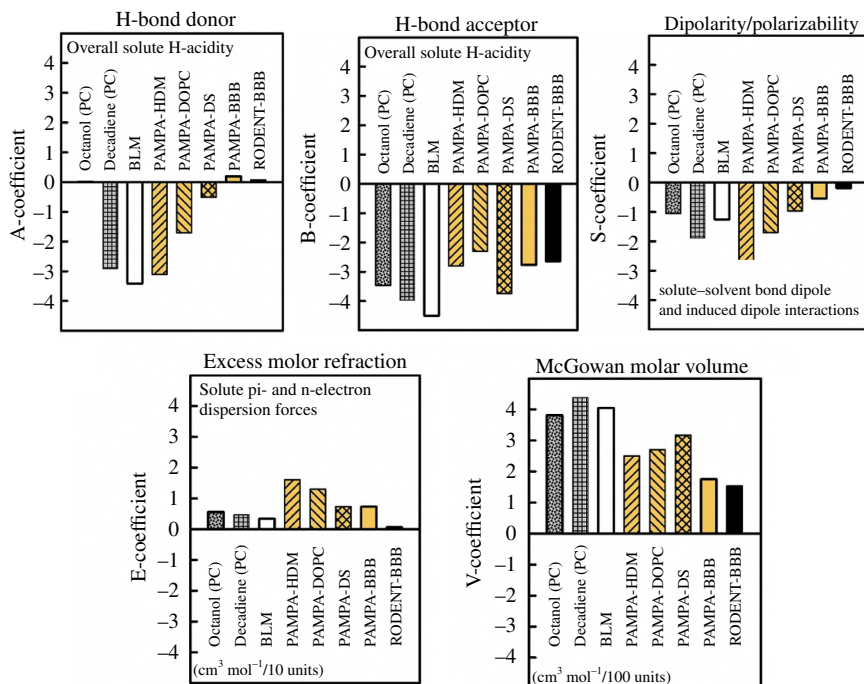 H-bond donor
Overall solute H-acidity
A-coefficient
4
3
2
1
0
−1
−2
−3
−4
Octanol (PC)
Decadiene (PC)
BLM
PAMPA-HDM
PAMPA-DOPC
PAMPA-DS
PAMPA-BBB
RODENT-BBB
H-bond acceptor
Overall solute H-acidity
B-coefficient
4
3
2
1
0
−1
−2
−3
−4
Octanol (PC)
Decadiene (PC)
BLM
PAMPA-HDM
PAMPA-DOPC
PAMPA-DS
PAMPA-BBB
RODENT-BBB
Dipolarity/polarizability
S-coefficient
4
3
2
1
0
−1
−2
−3
−4
Octanol (PC)
Decadiene (PC)
BLM
PAMPA-HDM
PAMPA-DOPC
PAMPA-DS
PAMPA-BBB
RODENT-BBB
solute–solvent bond dipole
and induced dipole interactions
Excess molor refraction
Solute pi- and n-electron
dispersion forces
E-coefficient
4
3
2
1
0
−1
−2
−3
−4
Octanol (PC)
Decadiene (PC)
BLM
PAMPA-HDM
PAMPA-DOPC
PAMPA-DS
PAMPA-BBB
RODENT-BBB
(cm³ mol⁻¹/10 units)
McGowan molar volume
V-coefficient
4
3
2
1
0
−1
−2
−3
−4
Octanol (PC)
Decadiene (PC)
BLM
PAMPA-HDM
PAMPA-DOPC
PAMPA-DS
PAMPA-BBB
RODENT-BBB
(cm³ mol⁻¹/100 units)